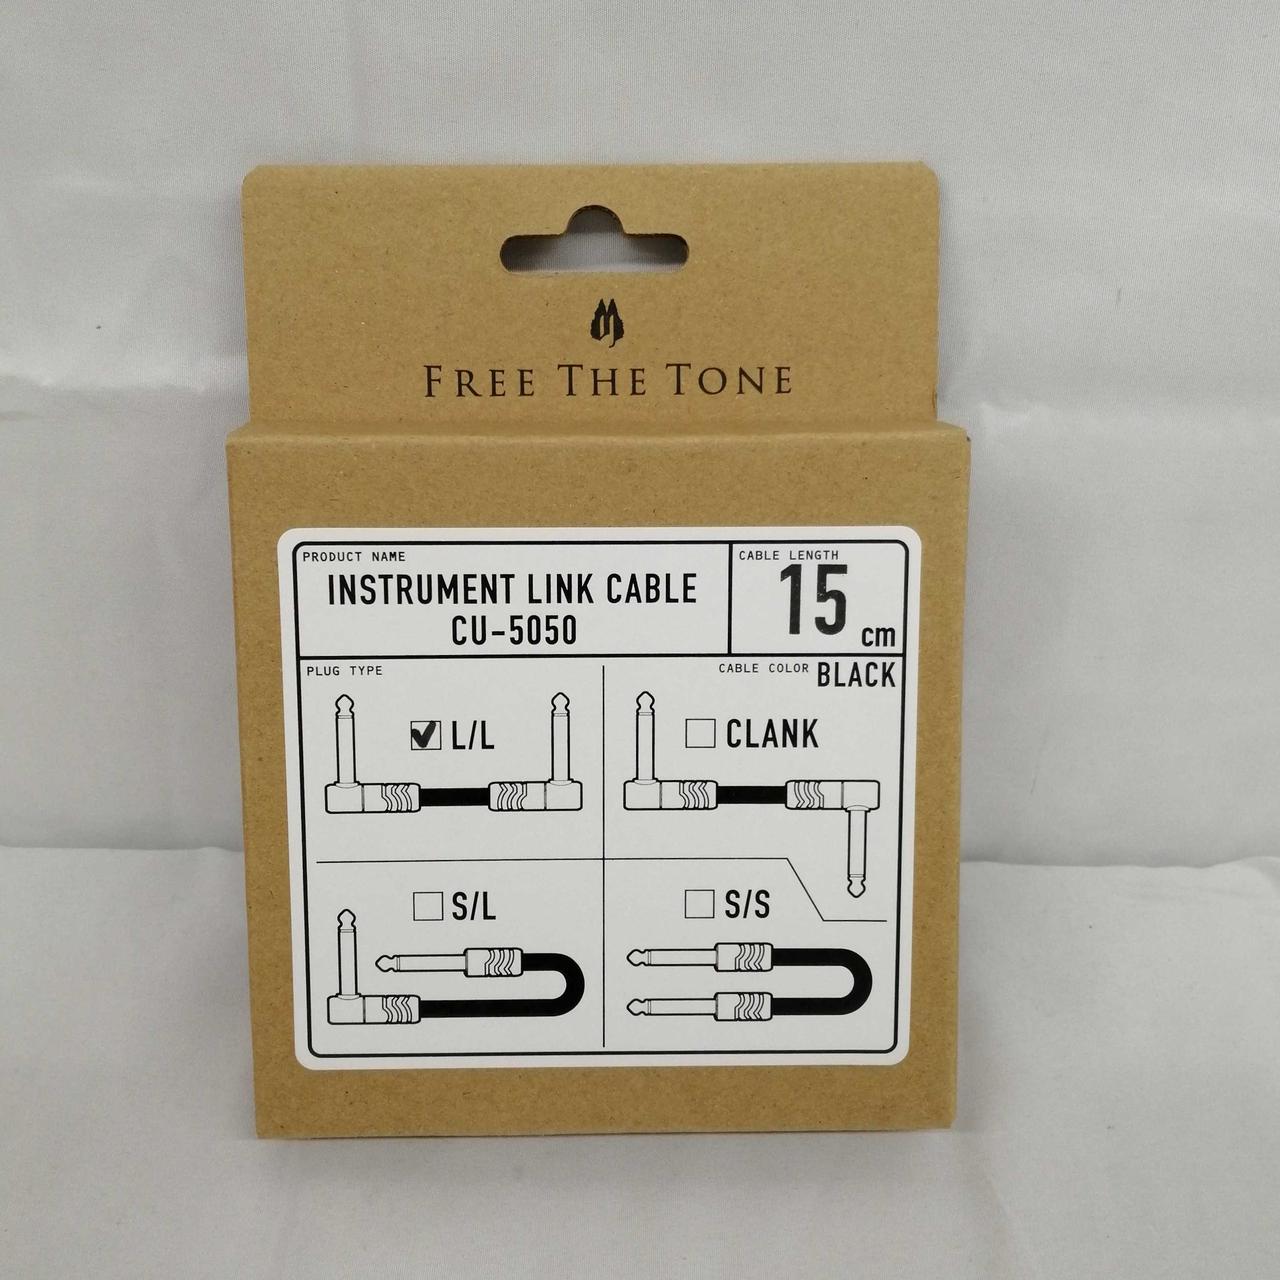 FREE THE TONE
PRODUCT NAME
INSTRUMENT LINK CABLE
CU-5050
CABLE LENGTH
15 cm
PLUG TYPE
CABLE COLOR BLACK
L/L
CLANK
S/L
S/S